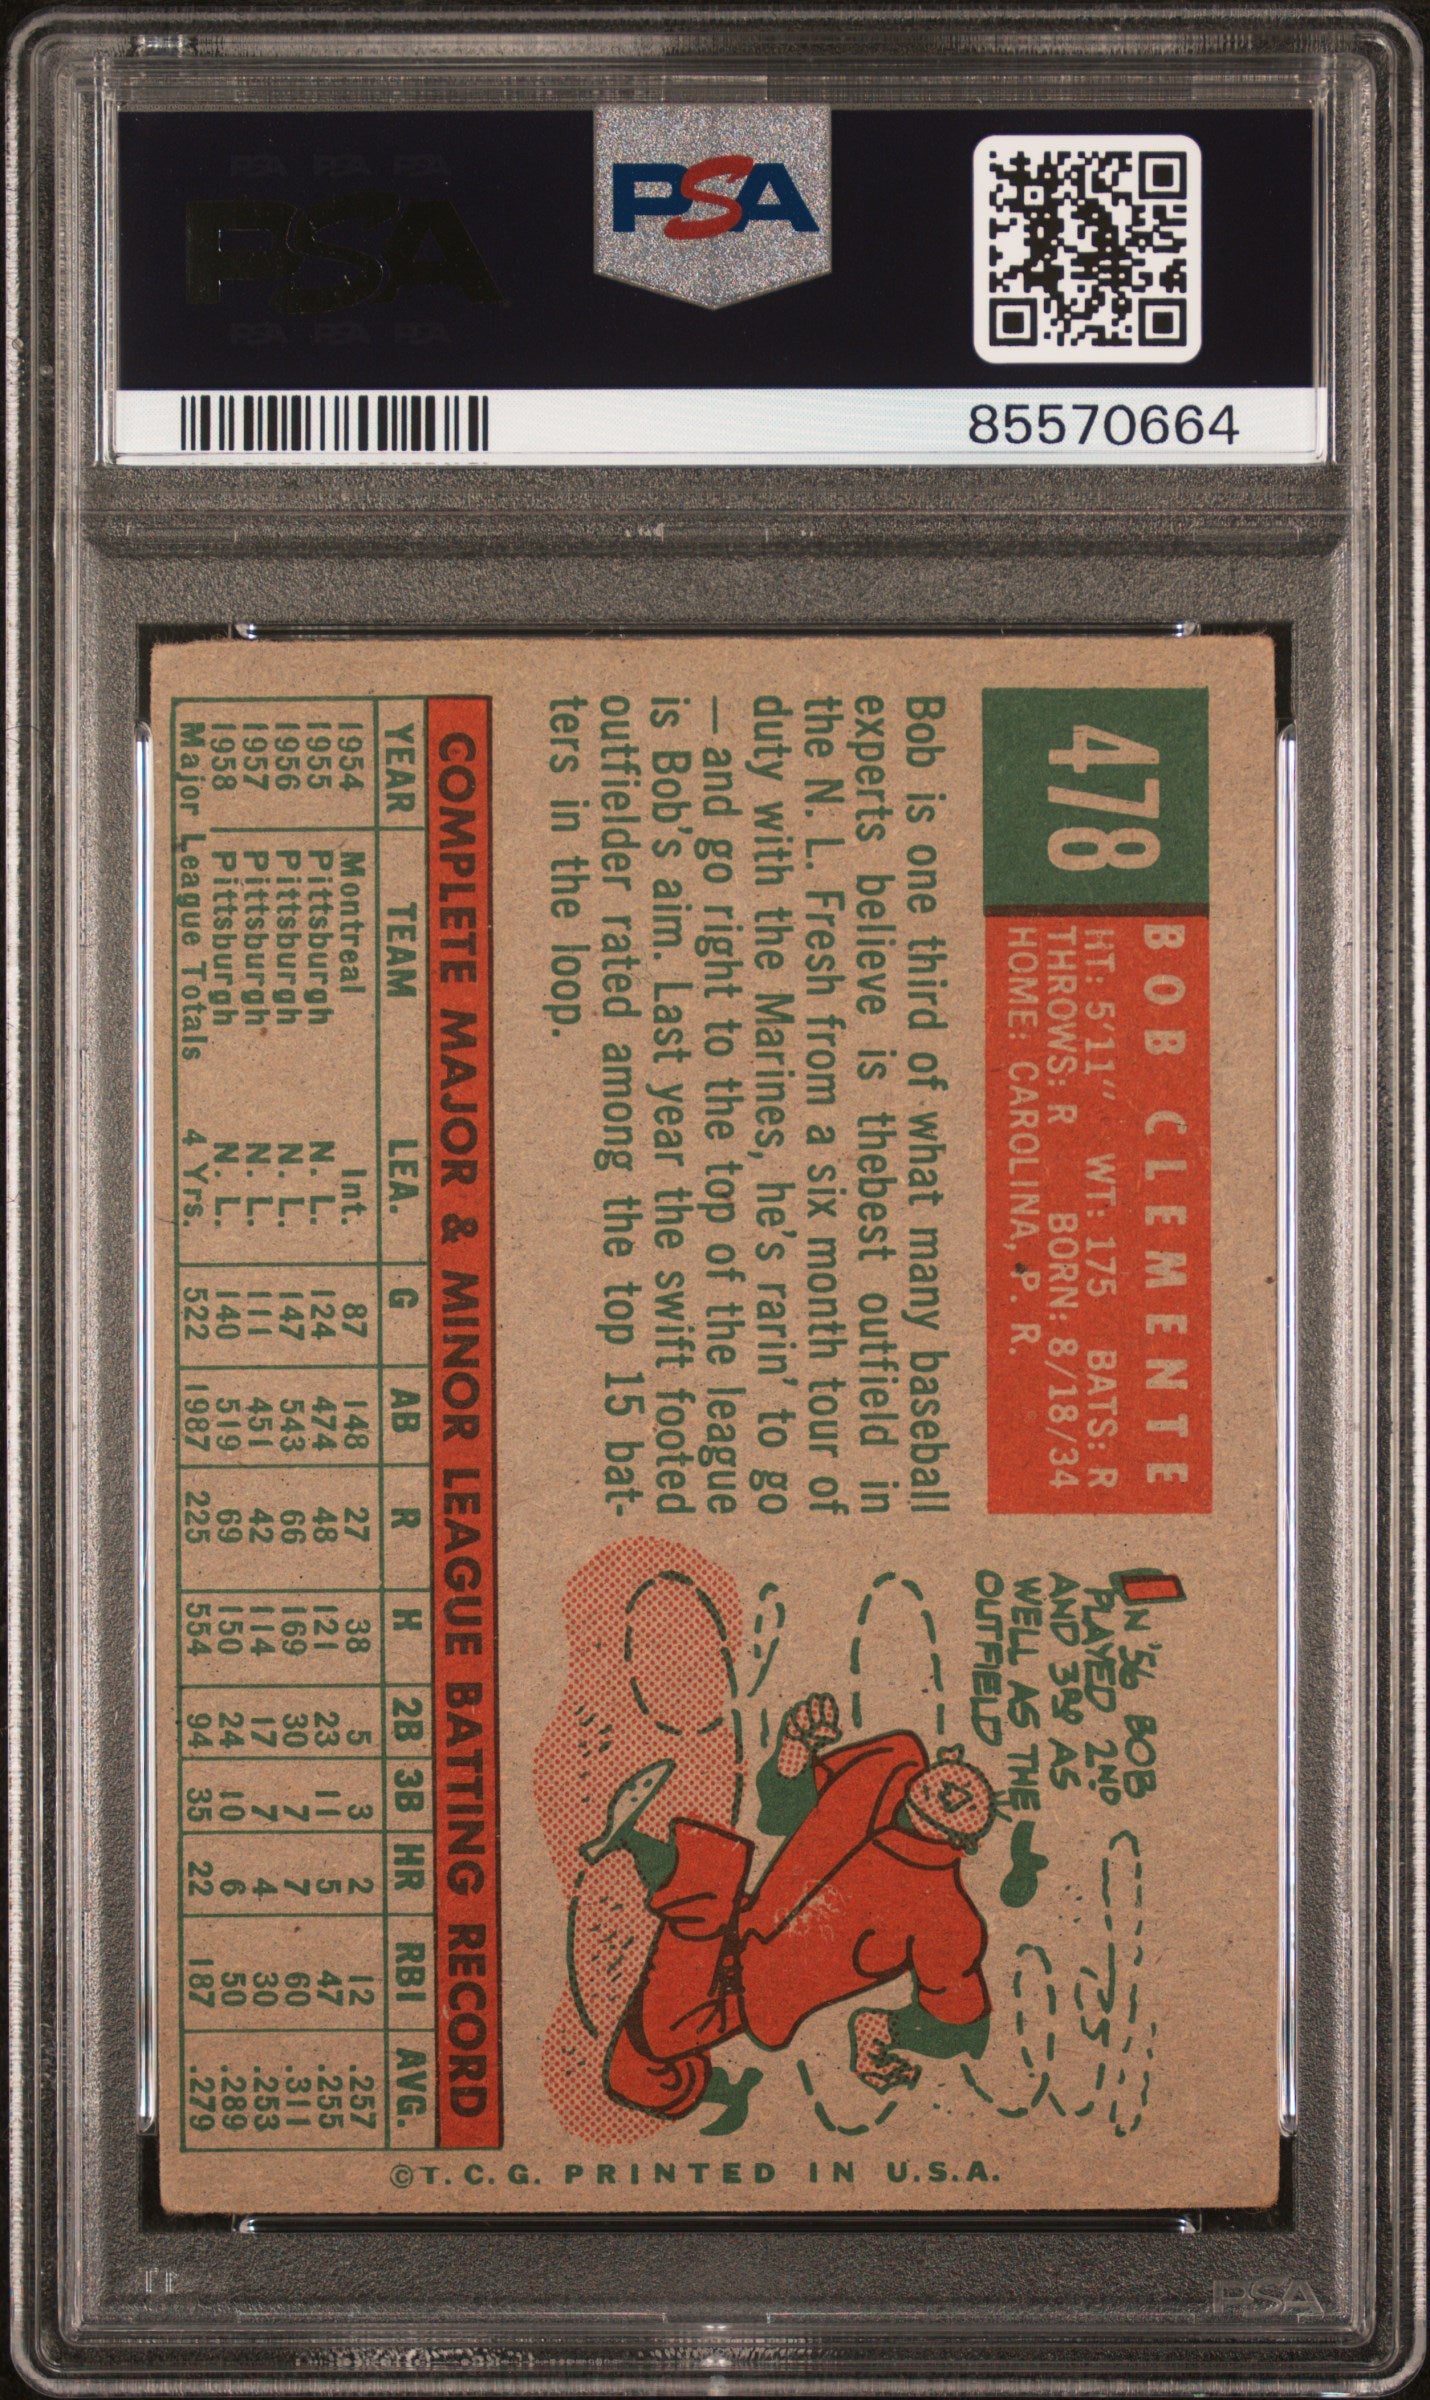 PSA PSA PSA
PSA
PSA PSA PSA
PSA
85570664
478
BOB CLEMENTE
HT: 5'11" WT: 175 BATS: R
THROWS: R BORN: 8/18/34
HOME: CAROLINA, P. R.
Bob is one third of what many baseball
experts believe is thebest outfield in
the N. L. Fresh from a six month tour of
duty with the Marines, he's rarin' to go
—and go right to the top of the league
is Bob's aim. Last year the swift footed
outfielder rated among the top 15 bat-
ters in the loop.
IN '56 BOB
PLAYED 2ND
AND 3RD AS
WELL AS THE
OUTFIELD
COMPLETE MAJOR & MINOR LEAGUE BATTING RECORD
YEAR TEAM LEA. G AB R H 2B 3B HR RBI AVG.
1954 Montreal Int. 87 148 27 38 5 3 2 12 .257
1955 Pittsburgh N. L. 124 474 48 121 23 11 5 47 .255
1956 Pittsburgh N. L. 147 543 66 169 30 7 7 60 .311
1957 Pittsburgh N. L. 111 451 42 114 17 7 4 30 .253
1958 Pittsburgh N. L. 140 519 69 150 24 10 6 50 .289
Major League Totals 4 Yrs. 522 1987 225 554 94 35 22 187 .279
©T. C. G. PRINTED IN U.S.A.
PSA